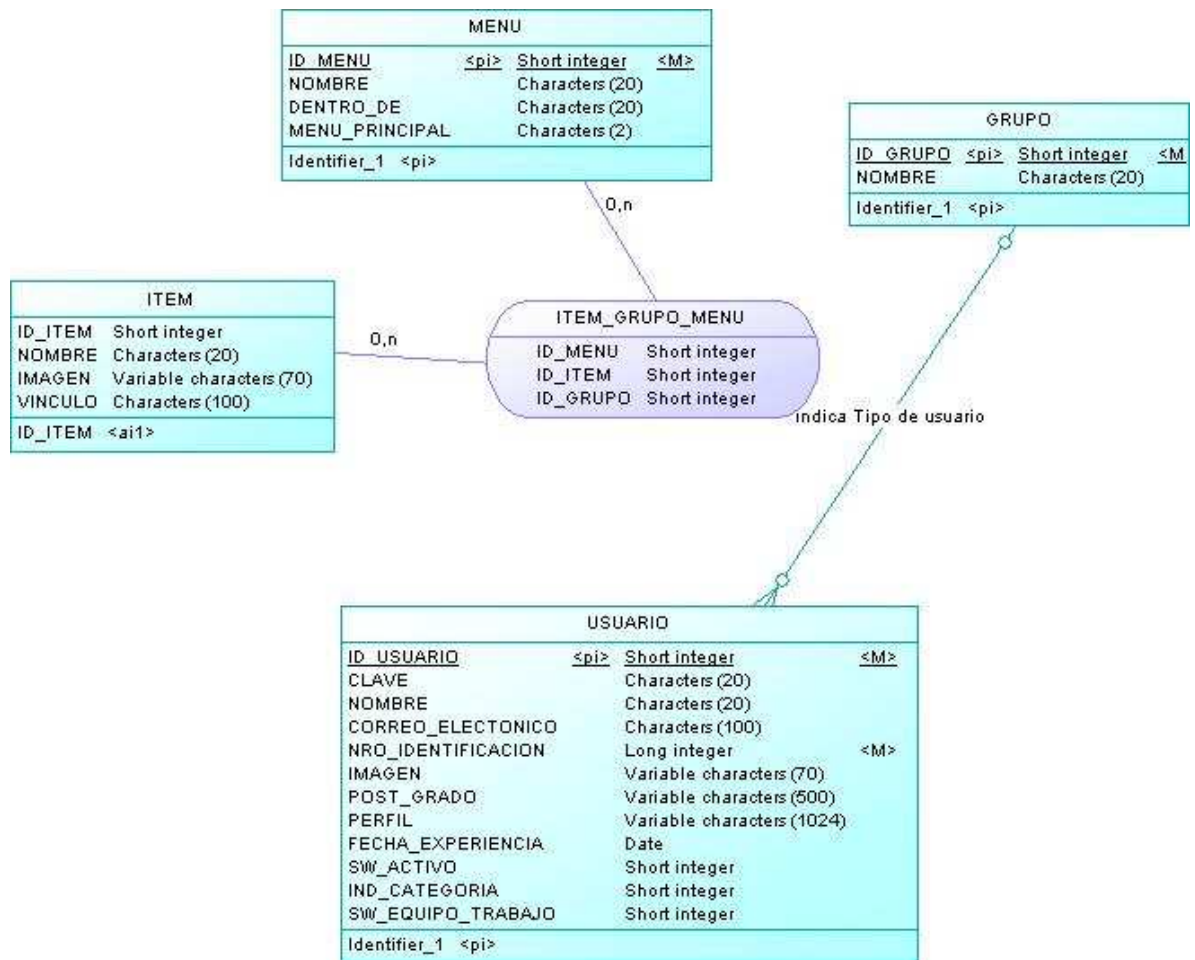 MENU
ID_MENU <pi> Short integer <M>
NOMBRE Characters (20)
DENTRO_DE Characters (20)
MENU_PRINCIPAL Characters (2)
Identifier_1 <pi>
GRUPO
ID_GRUPO <pi> Short integer <M
NOMBRE Characters (20)
Identifier_1 <pi>
0,n
ITEM
ID_ITEM Short integer
NOMBRE Characters (20)
IMAGEN Variable characters (70)
VINCULO Characters (100)
ID_ITEM <ai1>
0,n
ITEM_GRUPO_MENU
ID_MENU Short integer
ID_ITEM Short integer
ID_GRUPO Short integer
indica Tipo de usuario
USUARIO
ID_USUARIO <pi> Short integer <M>
CLAVE Characters (20)
NOMBRE Characters (20)
CORREO_ELECTONICO Characters (100)
NRO_IDENTIFICACION Long integer <M>
IMAGEN Variable characters (70)
POST_GRADO Variable characters (500)
PERFIL Variable characters (1024)
FECHA_EXPERIENCIA Date
SW_ACTIVO Short integer
IND_CATEGORIA Short integer
SW_EQUIPO_TRABAJO Short integer
Identifier_1 <pi>